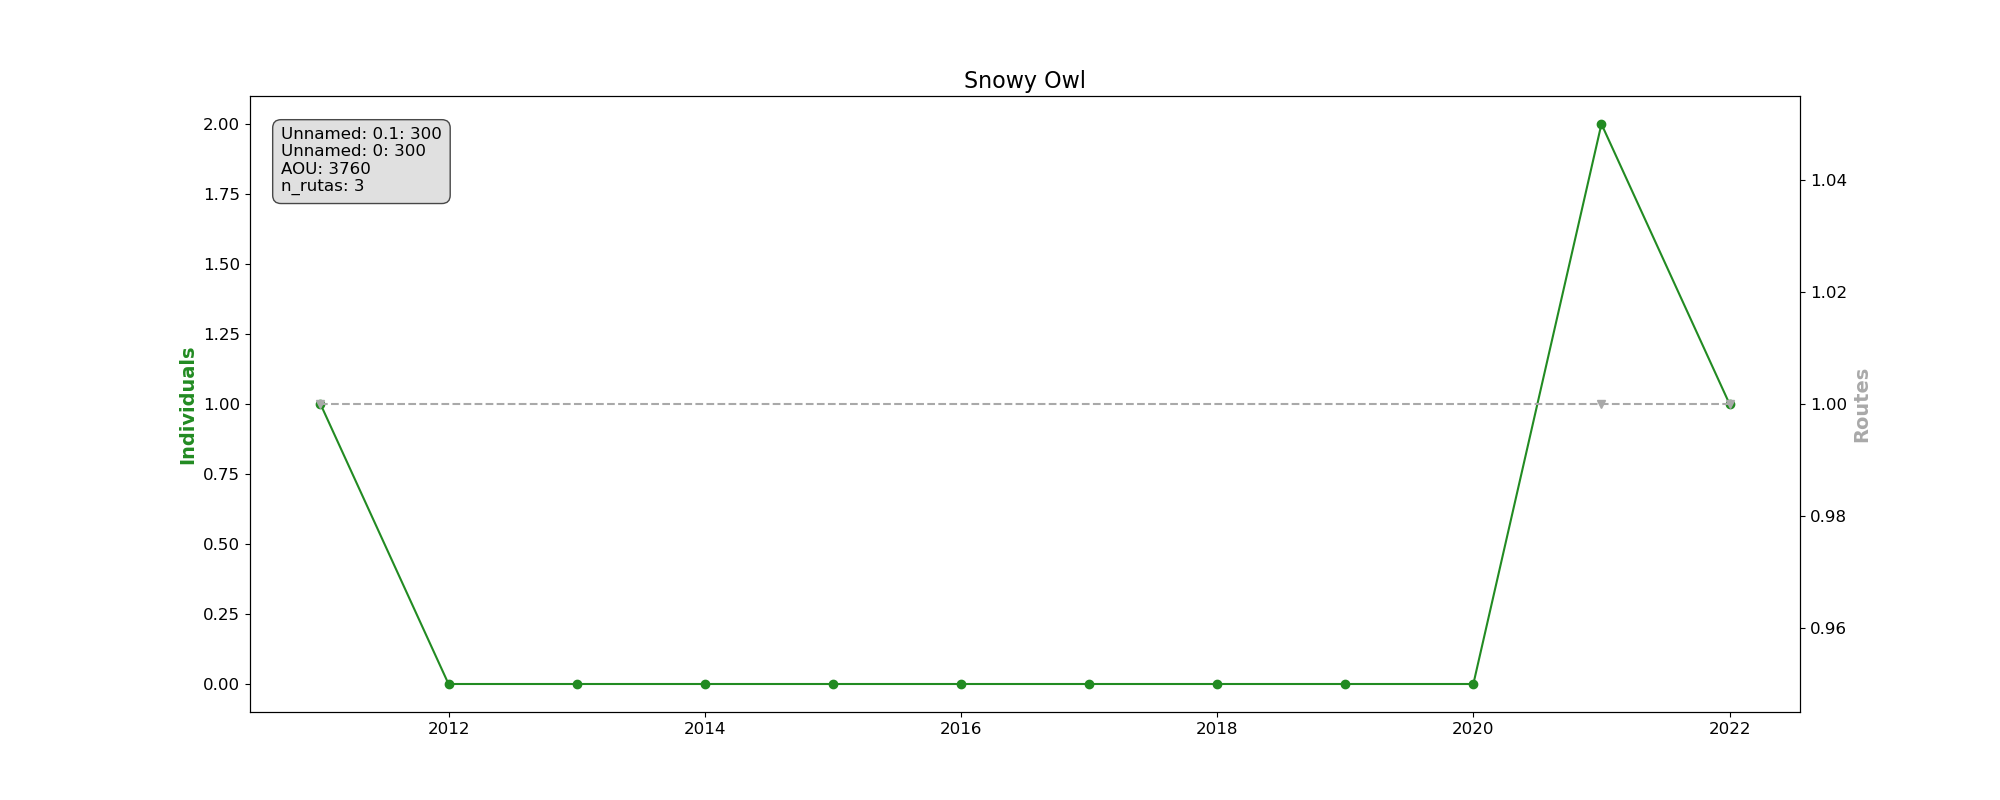 Snowy Owl
Unnamed: 0.1: 300
Unnamed: 0: 300
AOU: 3760
n_rutas: 3
Individuals
2.00
1.75
1.50
1.25
1.00
0.75
0.50
0.25
0.00
1.04
1.02
1.00
0.98
0.96
Routes
2012 2014 2016 2018 2020 2022